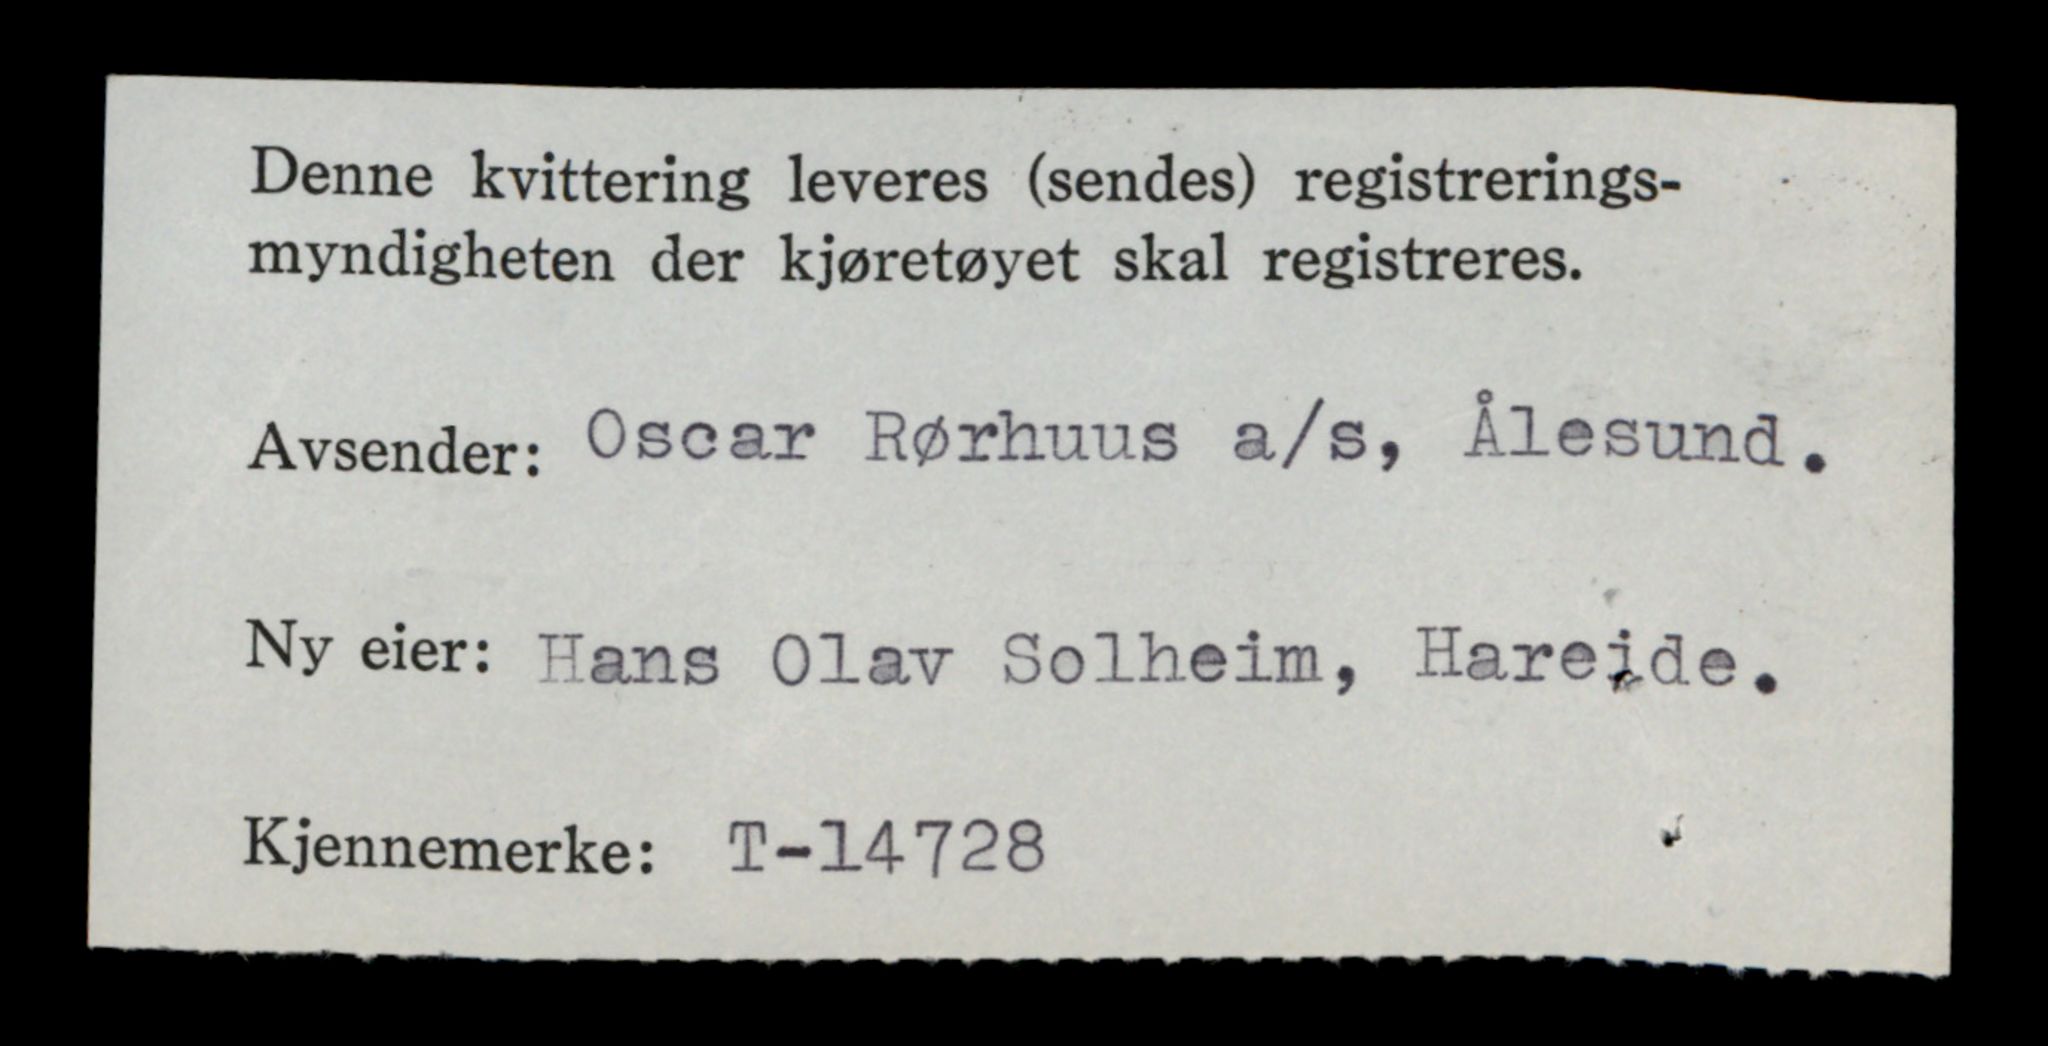 Denne kvittering leveres (sendes) registrerings-
myndigheten der kjøretøyet skal registreres.
Avsender: Oscar Rørhuus a/s, Ålesund.
Ny eier: Hans Olav Solheim, Hareide.
Kjennemerke: T-14728